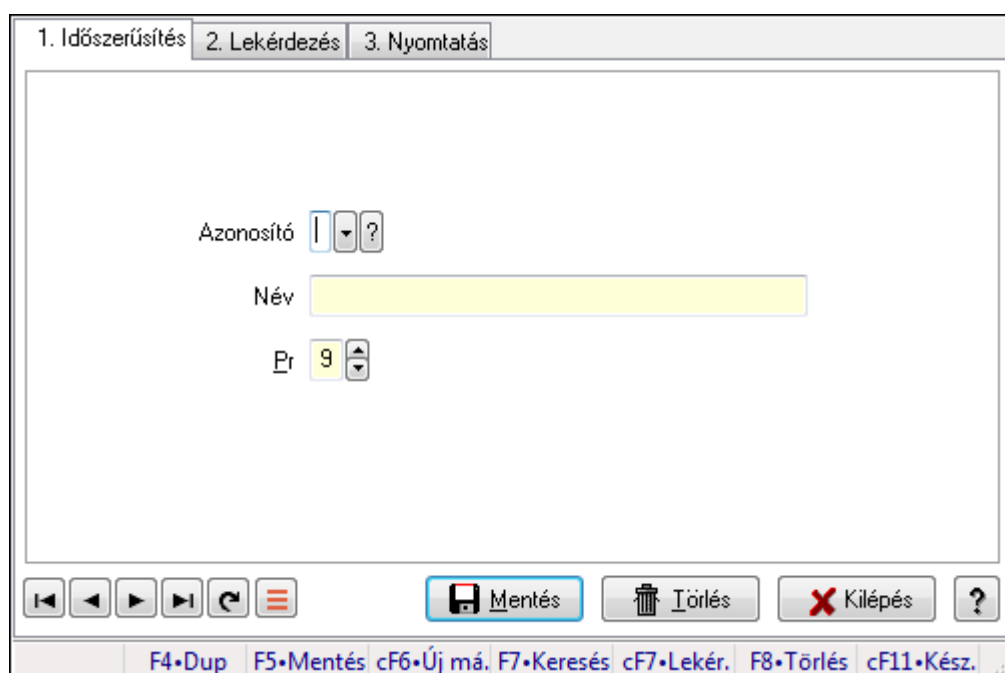 1. Időszerűsítés 2. Lekérdezés 3. Nyomtatás
Azonosító ?
Név
Pr 9
Mentés Törlés Kilépés ?
F4•Dup F5•Mentés cF6•Új má. F7•Keresés cF7•Lekér. F8•Törlés cF11•Kész.